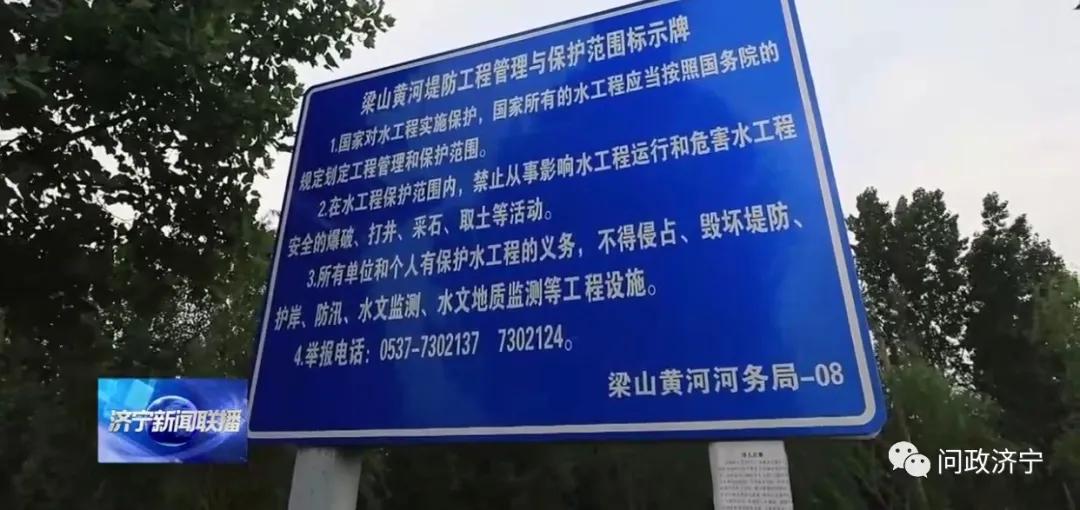 梁山黄河堤防工程管理与保护范围标示牌
1.国家对水工程实施保护，国家所有的水工程应当按照国务院的
规定划定工程管理和保护范围。
2.在水工程保护范围内，禁止从事影响水工程运行和危害水工程
安全的爆破、打井、采石、取土等活动。
3.所有单位和个人有保护水工程的义务，不得侵占、毁坏堤防、
护岸、防汛、水文监测、水文地质监测等工程设施。
4.举报电话：0537-7302137 7302124。
梁山黄河河务局-08
济宁新闻联播
问政济宁